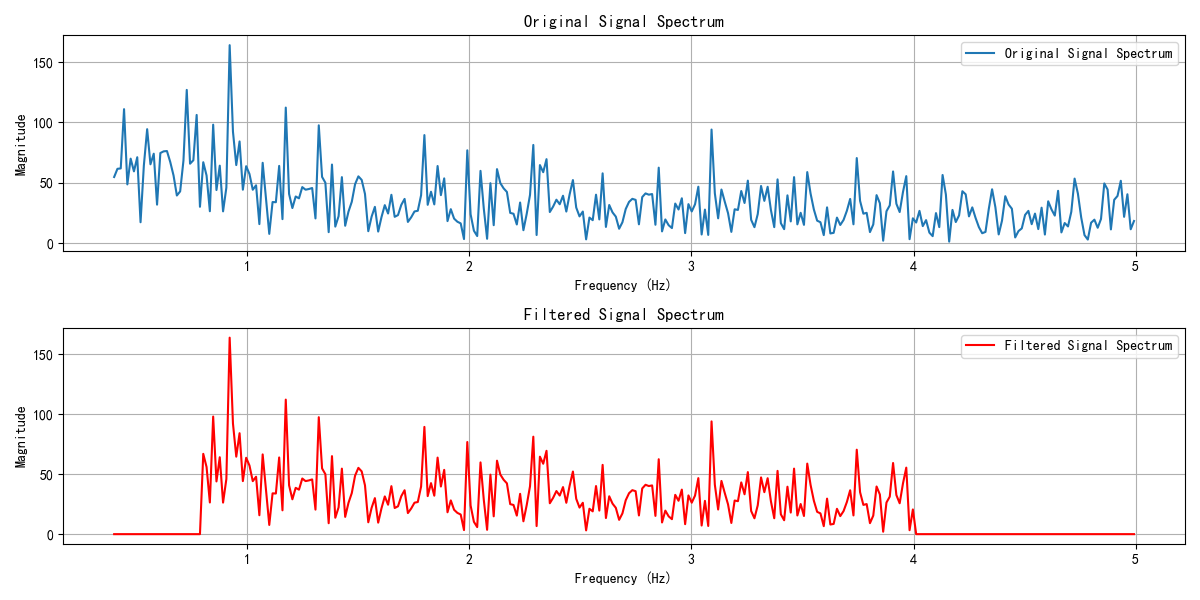 Original Signal Spectrum
Original Signal Spectrum
Magnitude
150
100
50
0
1 2 3 4 5
Frequency (Hz)
Filtered Signal Spectrum
Filtered Signal Spectrum
Magnitude
150
100
50
0
1 2 3 4 5
Frequency (Hz)